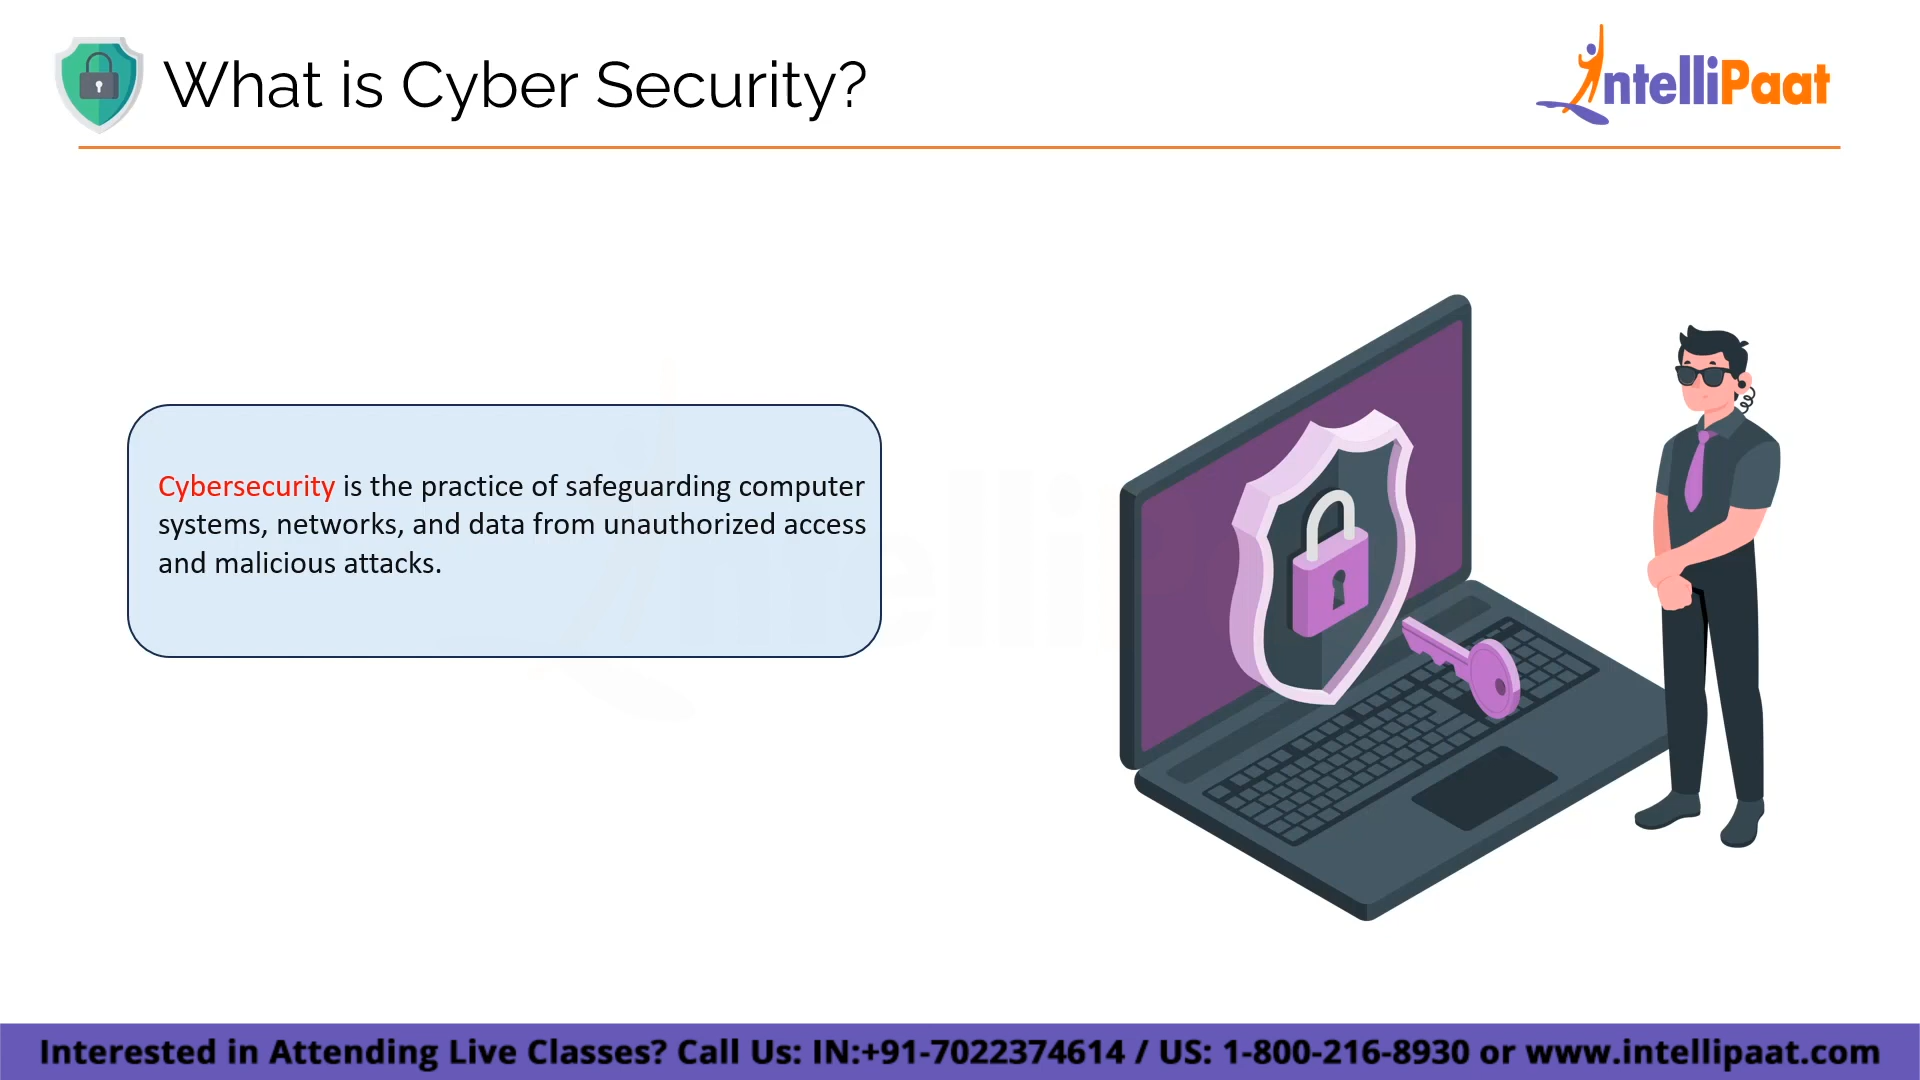 What is Cyber Security?
IntelliPaat
Cybersecurity is the practice of safeguarding computer
systems, networks, and data from unauthorized access
and malicious attacks.
Interested in Attending Live Classes? Call Us: IN:+91-7022374614 / US: 1-800-216-8930 or www.intellipaat.com